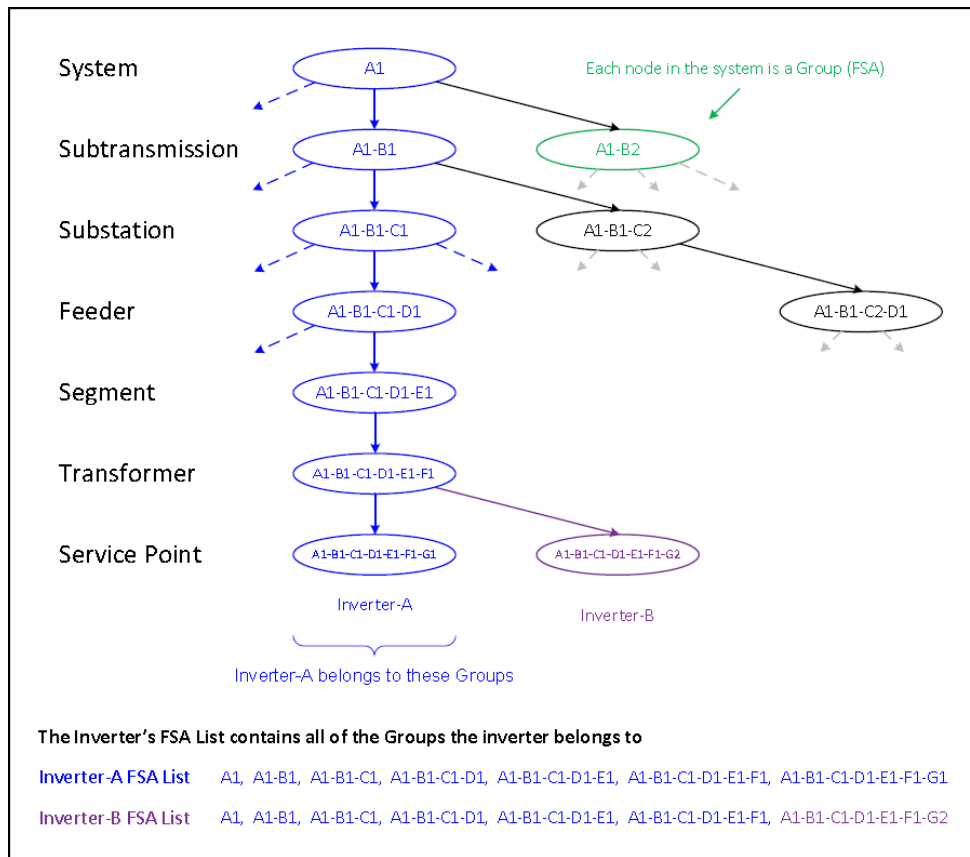 System
A1
Each node in the system is a Group (FSA)
Subtransmission
A1-B1
A1-B2
Substation
A1-B1-C1
A1-B1-C2
Feeder
A1-B1-C1-D1
A1-B1-C2-D1
Segment
A1-B1-C1-D1-E1
Transformer
A1-B1-C1-D1-E1-F1
Service Point
A1-B1-C1-D1-E1-F1-G1
A1-B1-C1-D1-E1-F1-G2
Inverter-A
Inverter-B
Inverter-A belongs to these Groups
The Inverter's FSA List contains all of the Groups the inverter belongs to
Inverter-A FSA List A1, A1-B1, A1-B1-C1, A1-B1-C1-D1, A1-B1-C1-D1-E1, A1-B1-C1-D1-E1-F1, A1-B1-C1-D1-E1-F1-G1
Inverter-B FSA List A1, A1-B1, A1-B1-C1, A1-B1-C1-D1, A1-B1-C1-D1-E1, A1-B1-C1-D1-E1-F1, A1-B1-C1-D1-E1-F1-G2